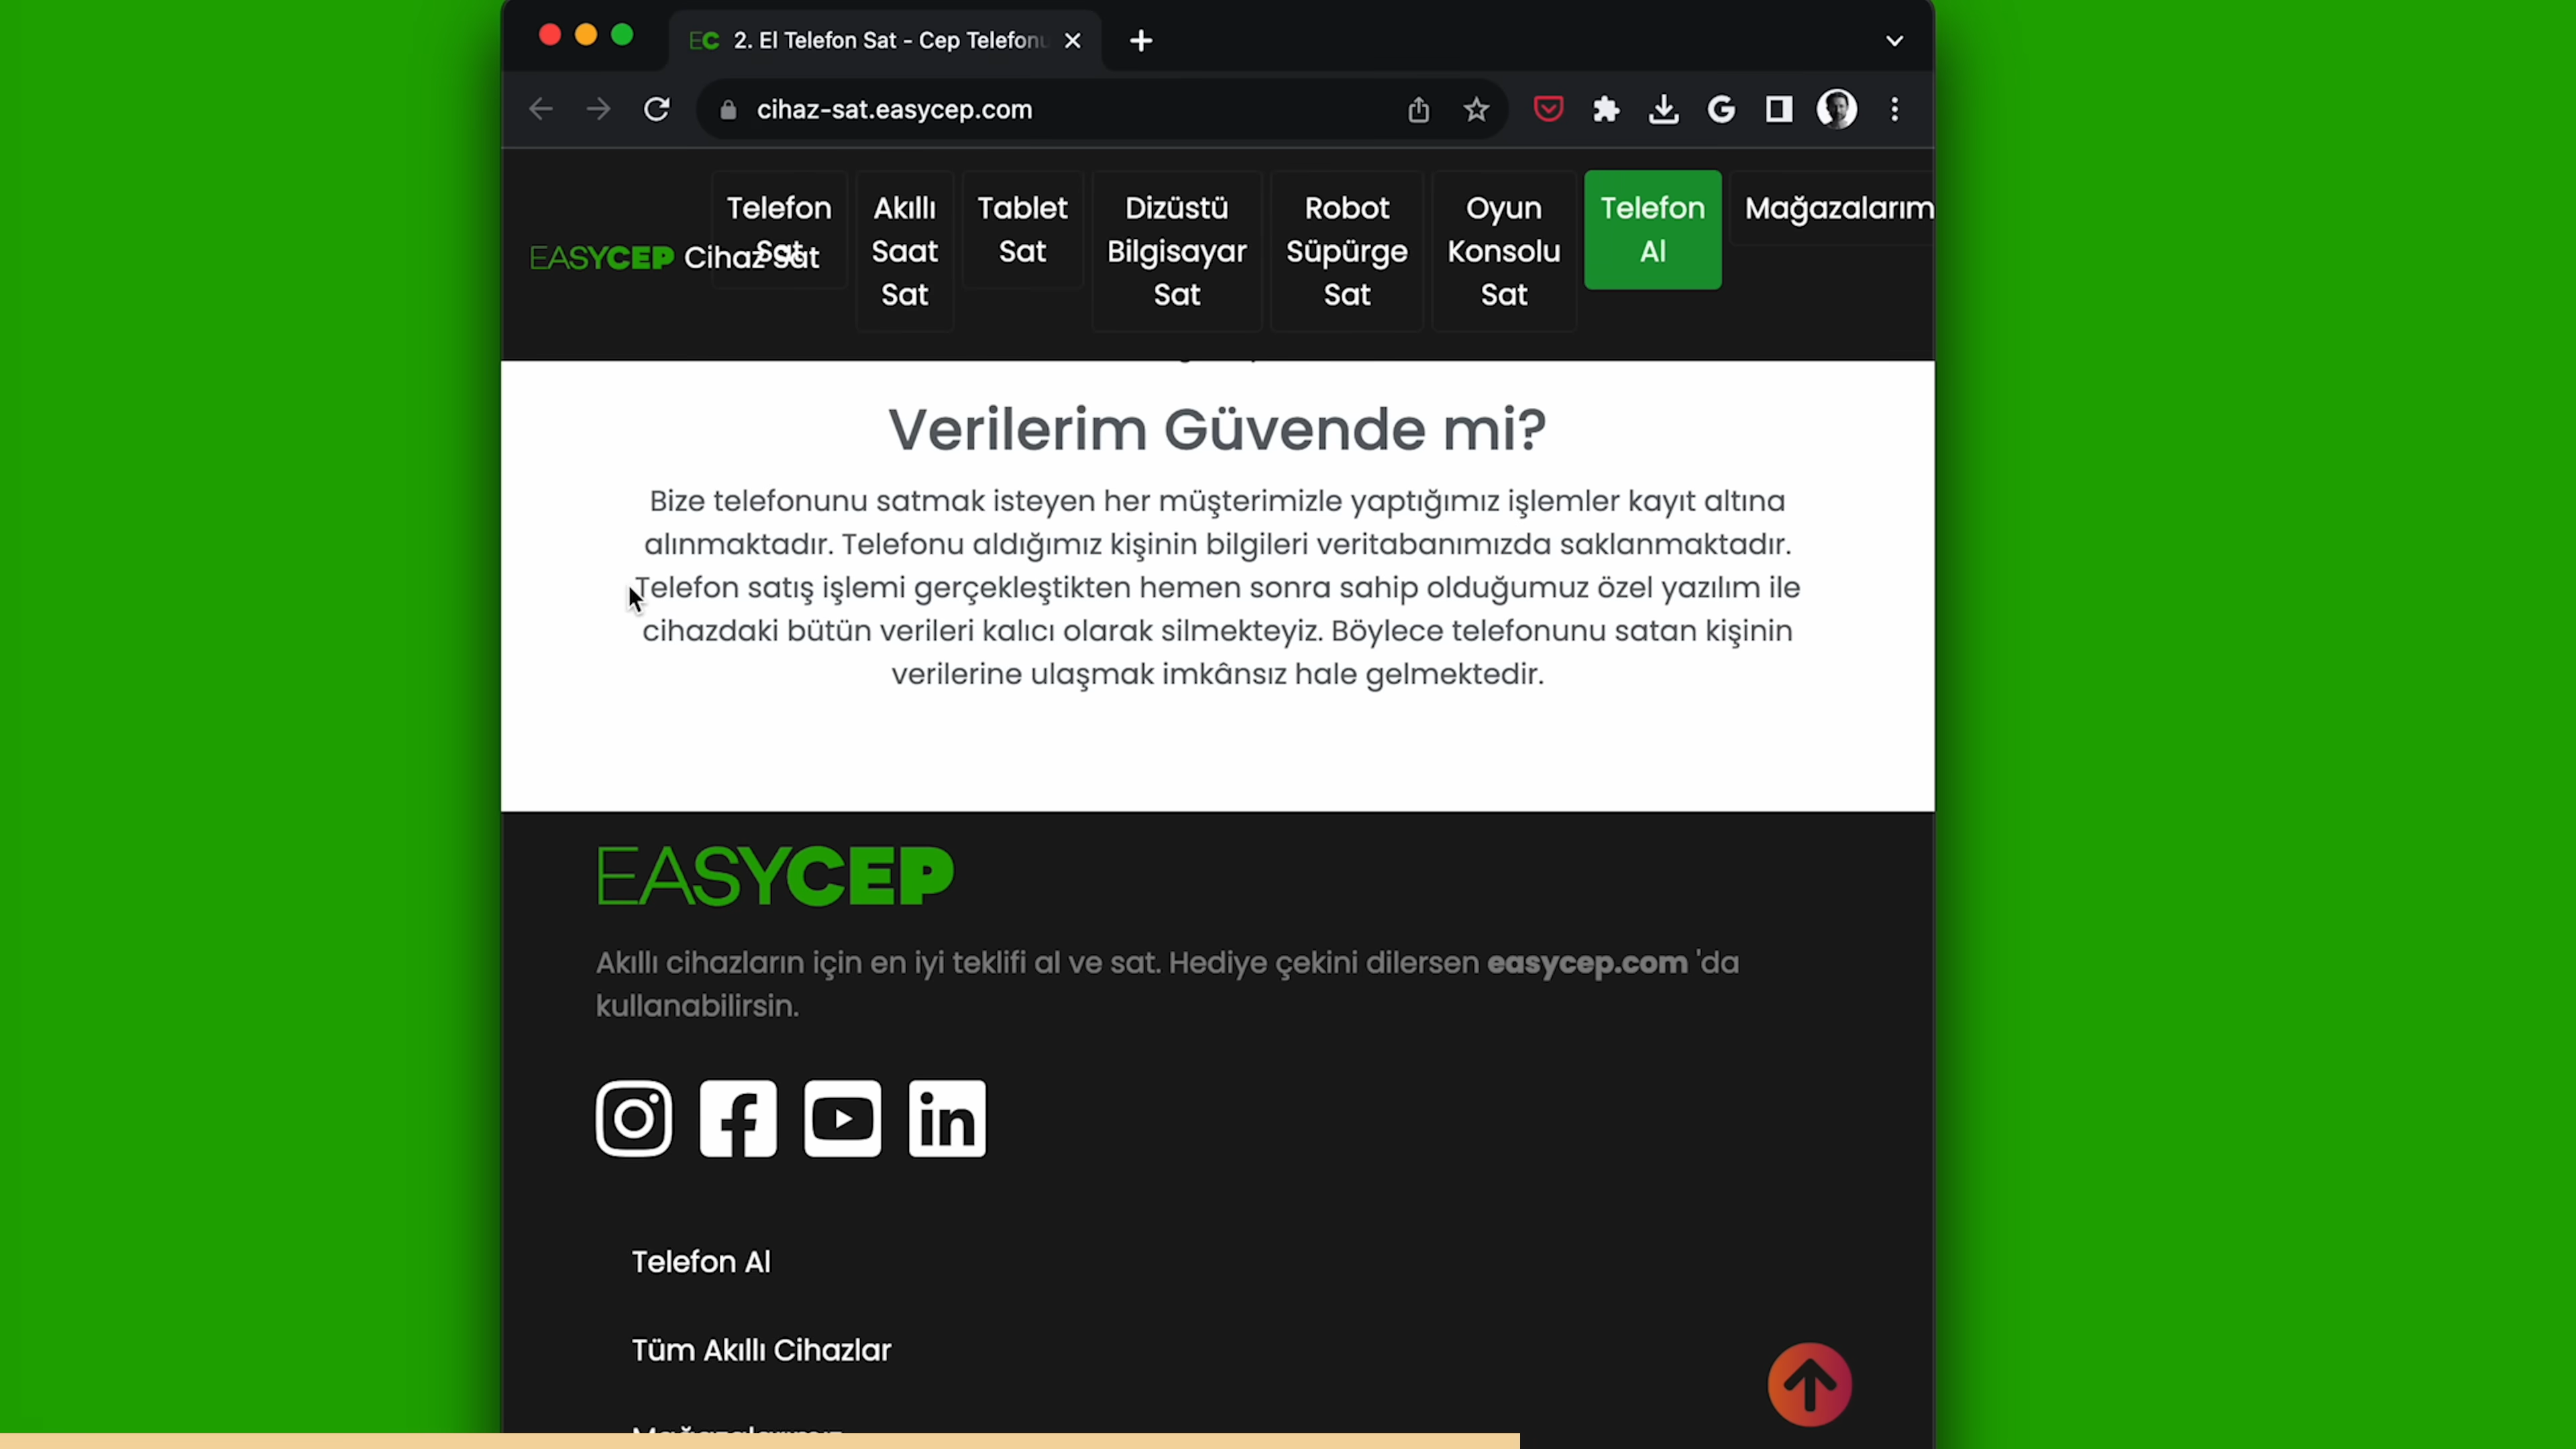 EC 2. El Telefon Sat - Cep Telefonu
cihaz-sat.easycep.com
EASYCEP Cihaz Sat
Telefon
Sat
Akıllı
Saat
Sat
Tablet
Sat
Dizüstü
Bilgisayar
Sat
Robot
Süpürge
Sat
Oyun
Konsolu
Sat
Telefon
Al
Mağazalarım
Verilerim Güvende mi?
Bize telefonunu satmak isteyen her müşterimizle yaptığımız işlemler kayıt altına
alınmaktadır. Telefonu aldığımız kişinin bilgileri veritabanımızda saklanmaktadır.
Telefon satış işlemi gerçekleştikten hemen sonra sahip olduğumuz özel yazılım ile
cihazdaki bütün verileri kalıcı olarak silmekteyiz. Böylece telefonunu satan kişinin
verilerine ulaşmak imkânsız hale gelmektedir.
EASYCEP
Akıllı cihazların için en iyi teklifi al ve sat. Hediye çekini dilersen easycep.com 'da
kullanabilirsin.
Telefon Al
Tüm Akıllı Cihazlar
Mağazalarımız